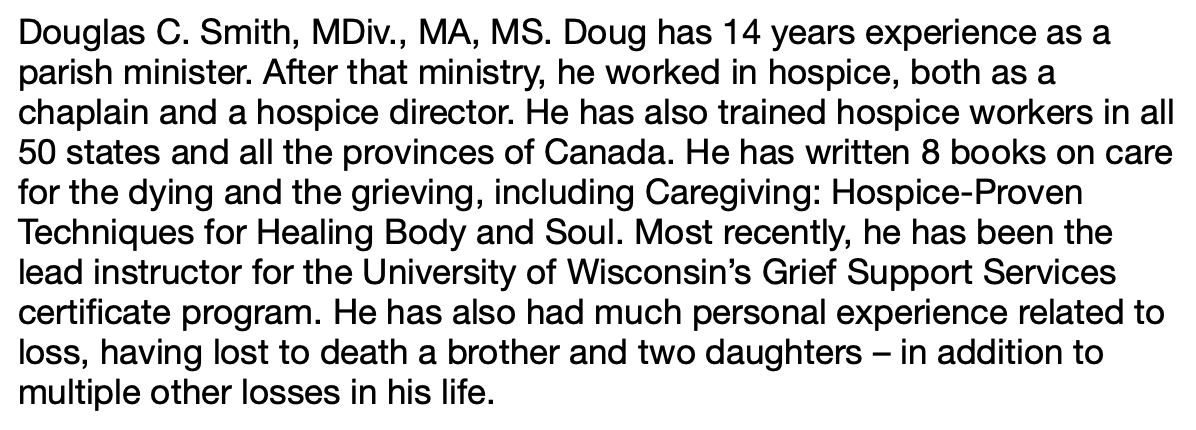 Douglas C. Smith, MDiv., MA, MS. Doug has 14 years experience as a
parish minister. After that ministry, he worked in hospice, both as a
chaplain and a hospice director. He has also trained hospice workers in all
50 states and all the provinces of Canada. He has written 8 books on care
for the dying and the grieving, including Caregiving: Hospice-Proven
Techniques for Healing Body and Soul. Most recently, he has been the
lead instructor for the University of Wisconsin’s Grief Support Services
certificate program. He has also had much personal experience related to
loss, having lost to death a brother and two daughters – in addition to
multiple other losses in his life.